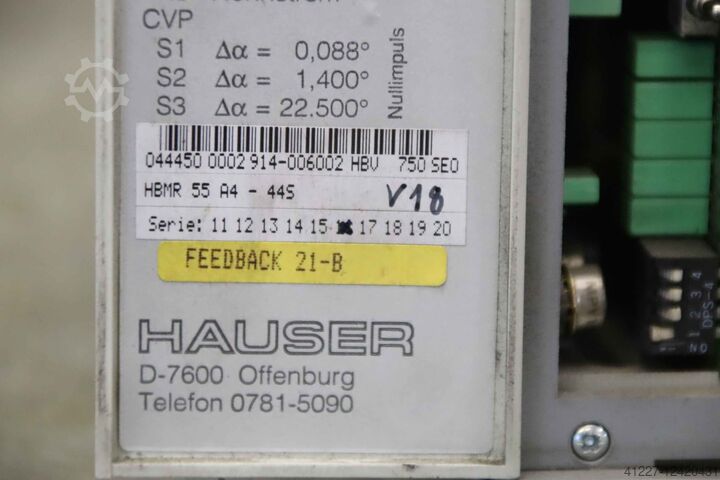 CVP
S1 Δα = 0,088°
S2 Δα = 1,400°
S3 Δα = 22.500°
Nullimpuls
044450 0002 914-006002 HBV 750 SEO
HBMR 55 A4 - 44S
V18
Serie: 11 12 13 14 15 17 18 19 20
FEEDBACK 21-B
HAUSER
D-7600 Offenburg
Telefon 0781-5090
1 2 3 4
DPS-4